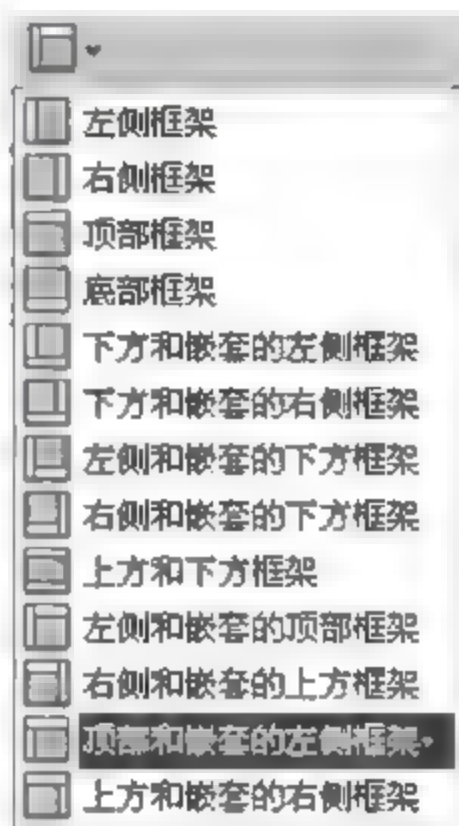 左侧框架
右侧框架
顶部框架
底部框架
下方和嵌套的左侧框架
下方和嵌套的右侧框架
左侧和嵌套的下方框架
右侧和嵌套的下方框架
上方和下方框架
左侧和嵌套的顶部框架
右侧和嵌套的上方框架
顶部和嵌套的左侧框架
上方和嵌套的右侧框架